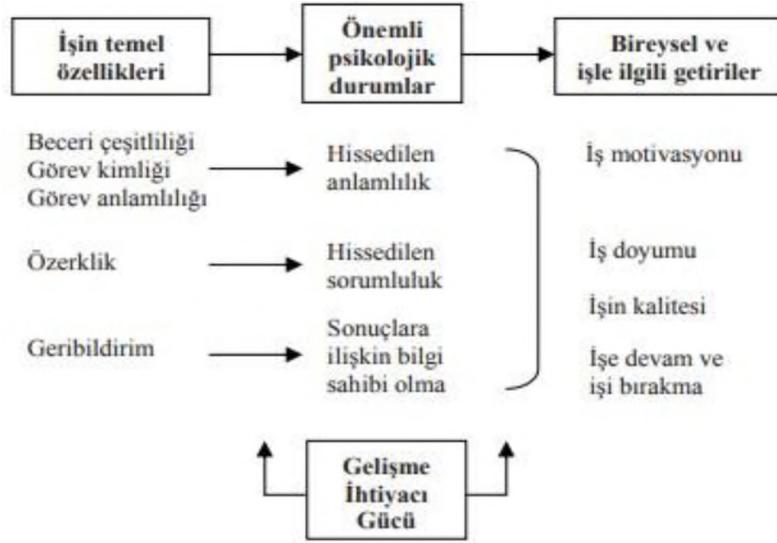 İşin temel
özellikleri
Önemli
psikolojik
durumlar
Bireysel ve
işle ilgili getiriler
Beceri çeşitliliği
Görev kimliği
Görev anlamlılığı
Hissedilen
anlamlılık
İş motivasyonu
Özerklik
Hissedilen
sorumluluk
İş doyumu
İşin kalitesi
Geribildirim
Sonuçlara
ilişkin bilgi
sahibi olma
İşe devam ve
işi bırakma
Gelişme
İhtiyacı
Gücü